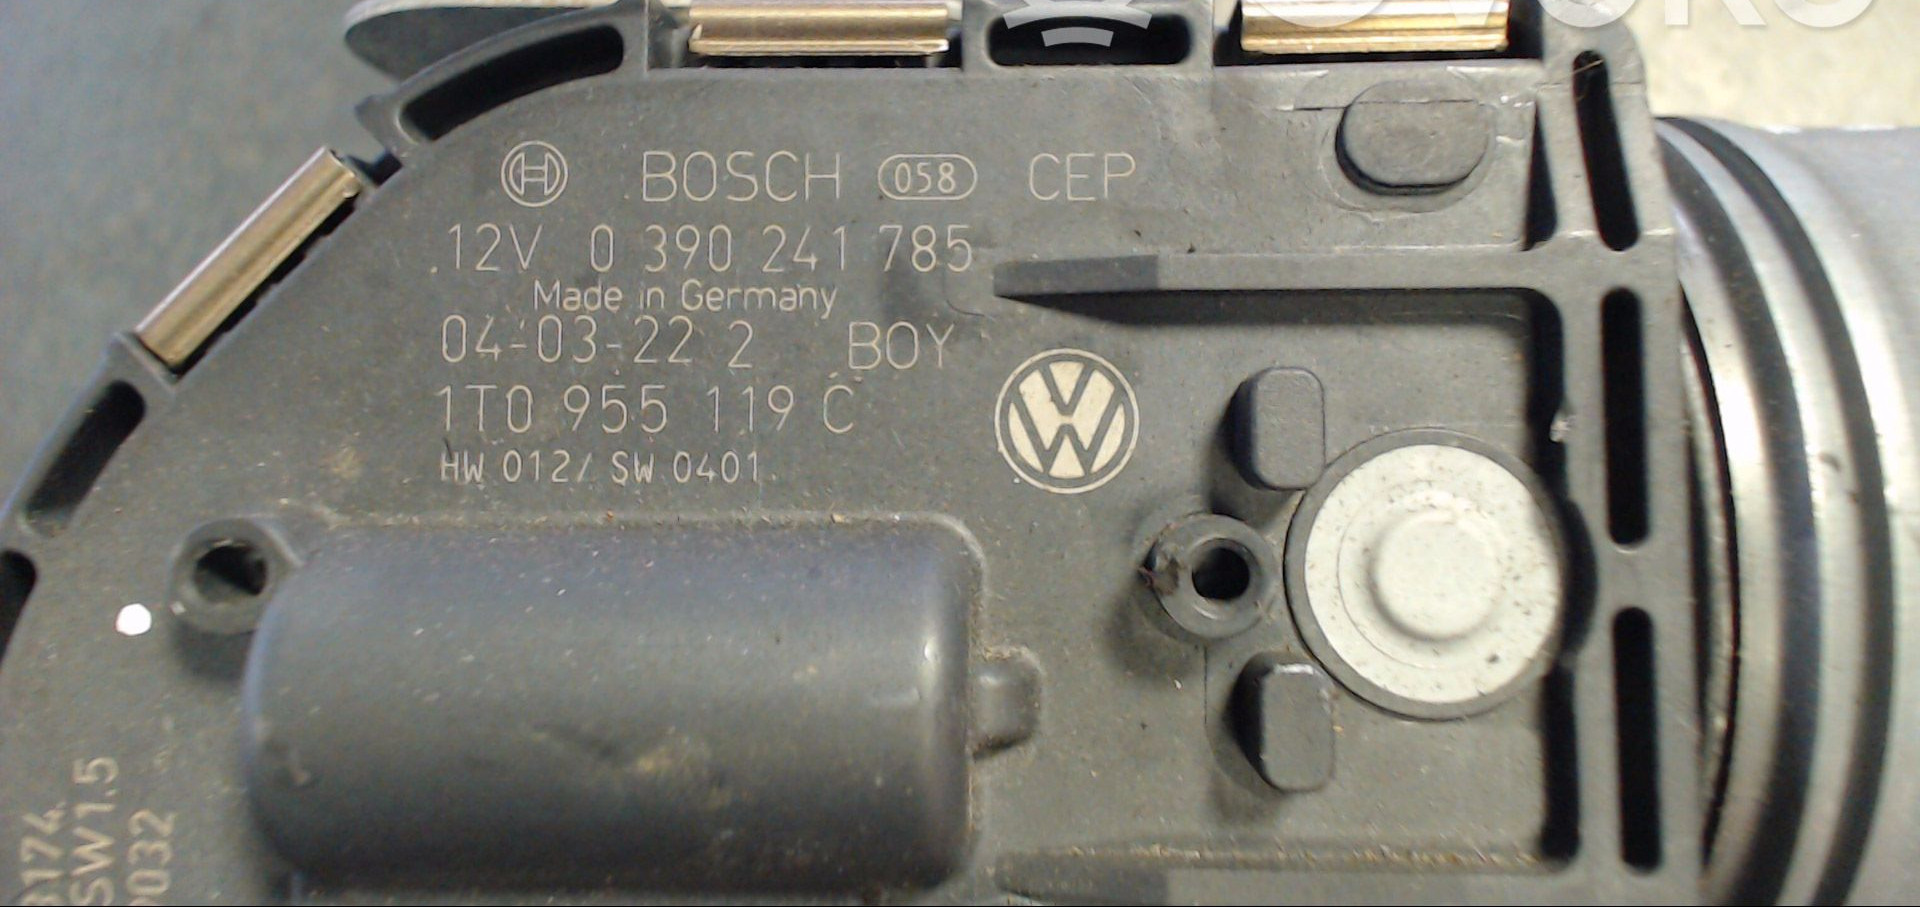 BOSCH 058 CEP
12V 0 390 241 785
Made in Germany
04-03-22 2 BOY
1T0 955 119 C
HW 012/ SW 0401
SW1.5